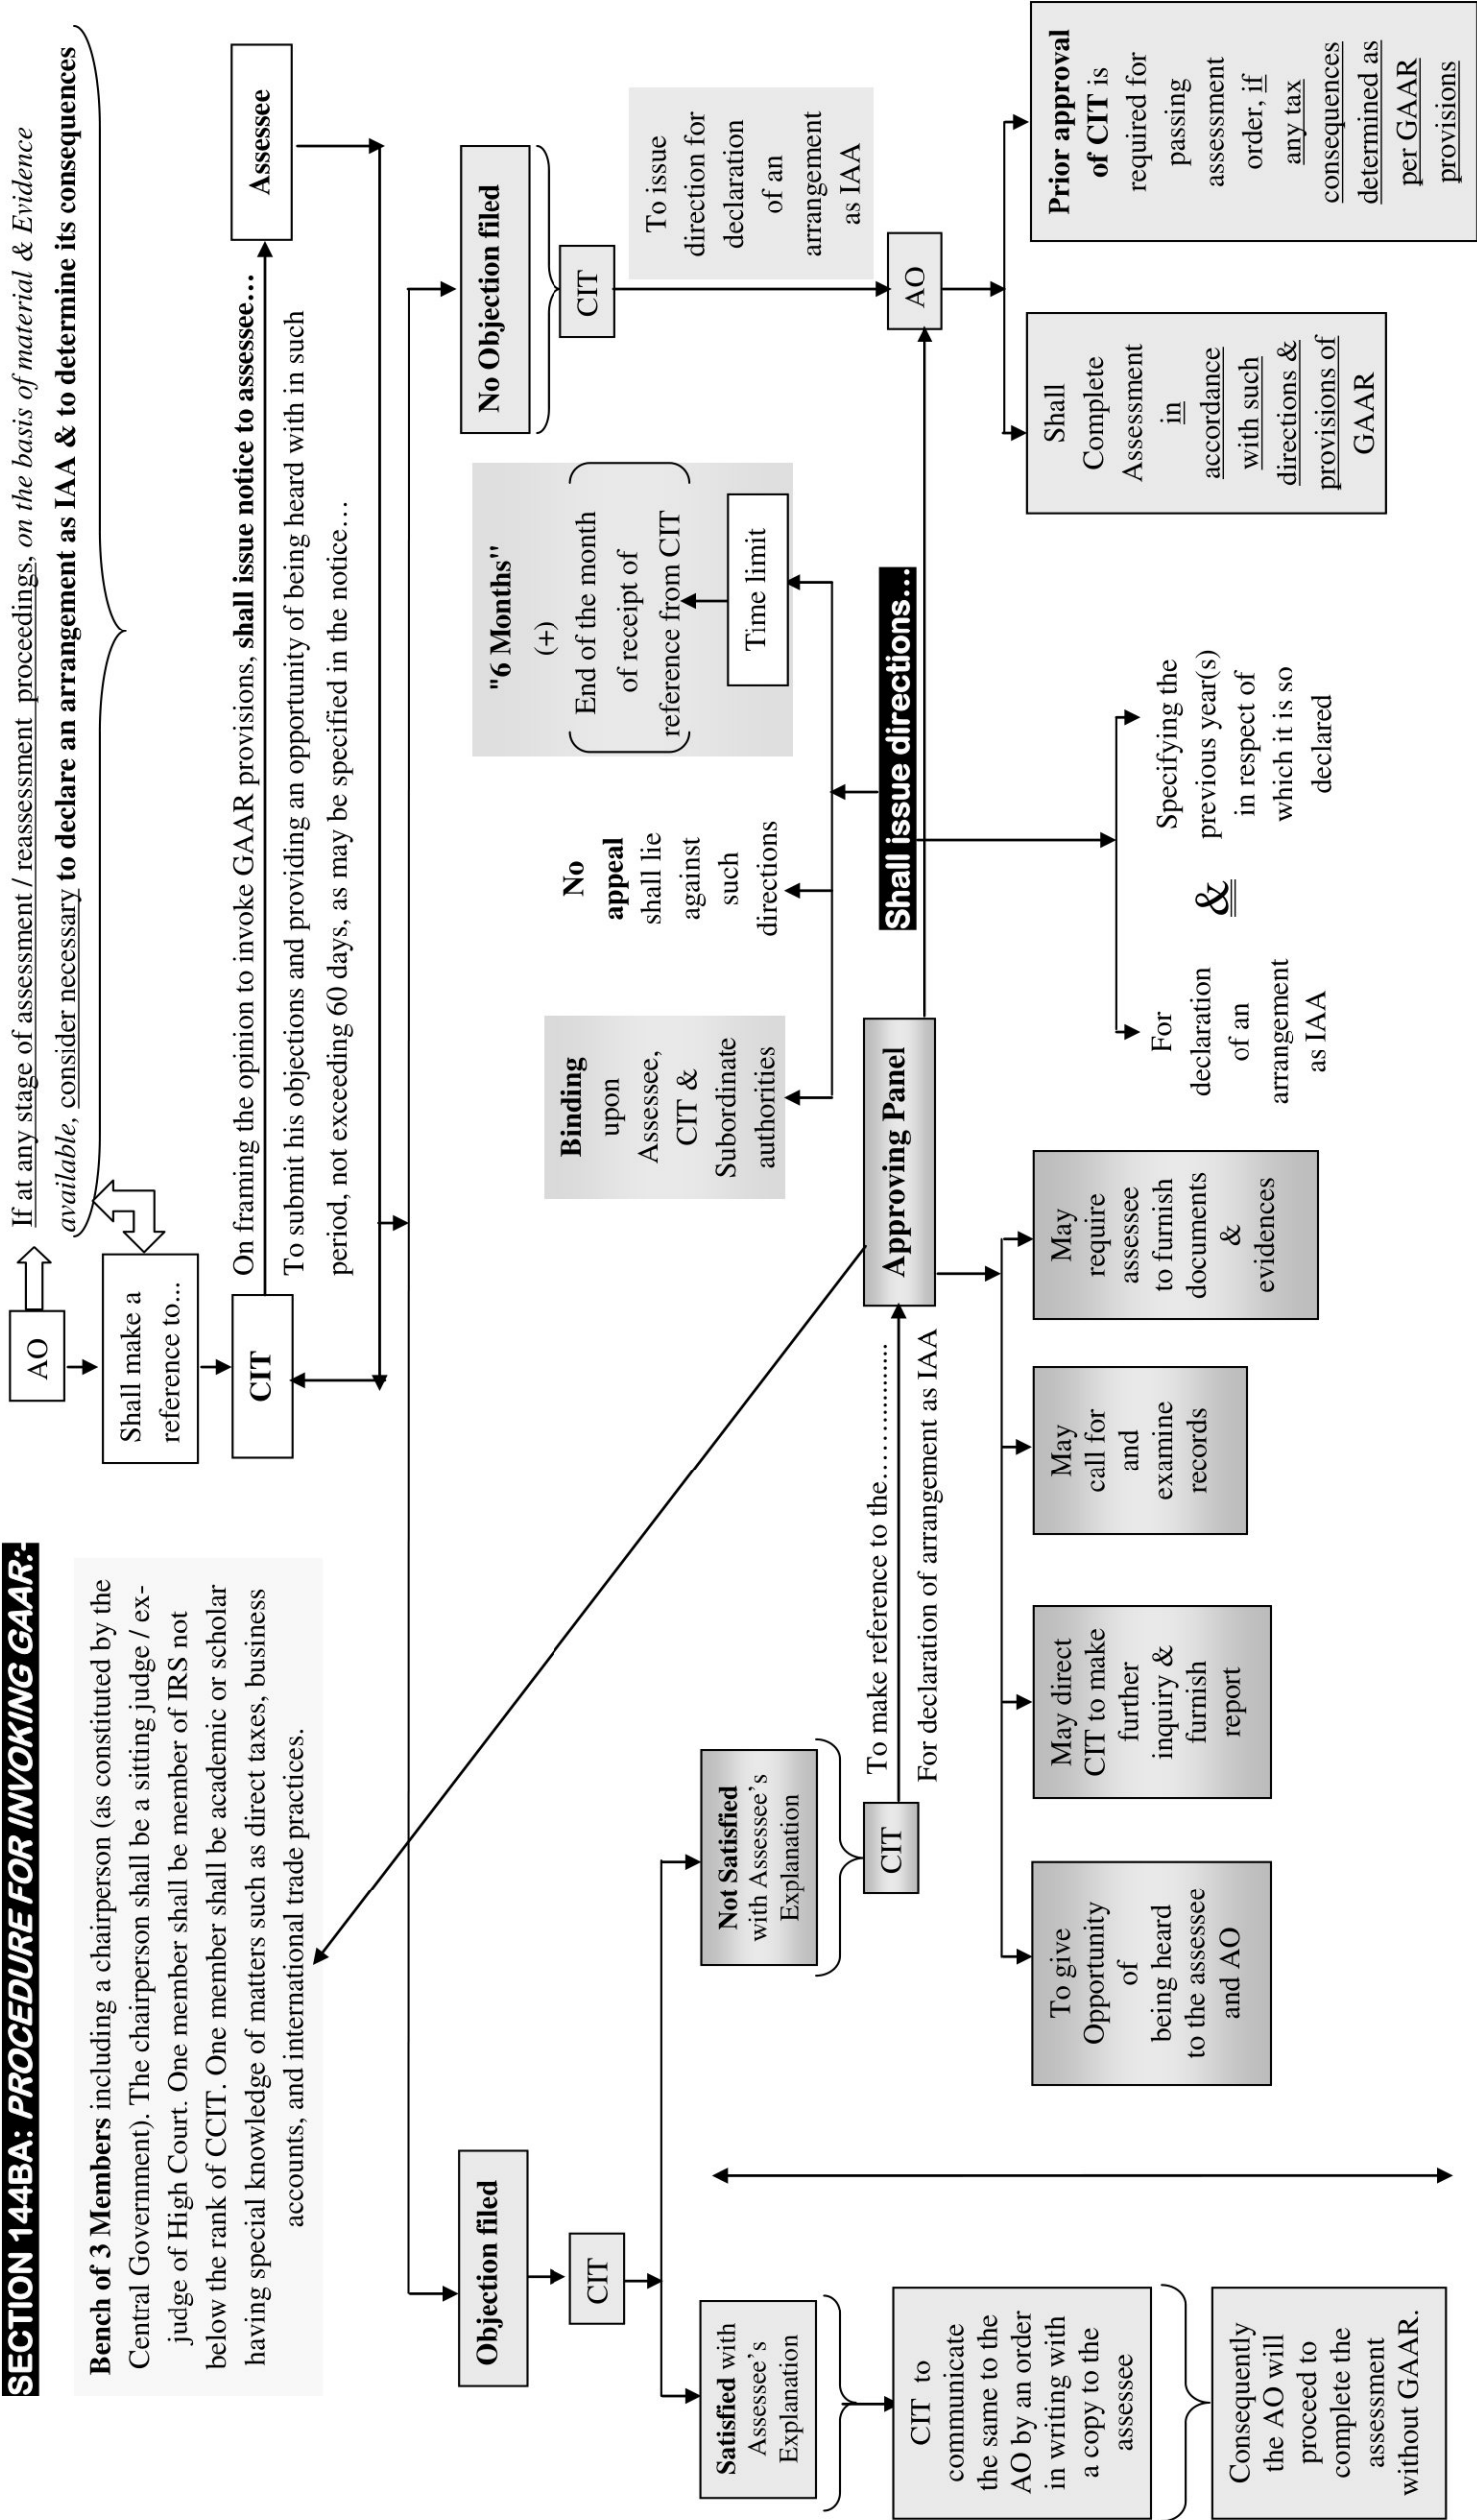 SECTION 144BA: PROCEDURE FOR INVOKING GAAR:-
Bench of 3 Members including a chairperson (as constituted by the
Central Government). The chairperson shall be a siting judge / ex-
judge of High Court. One member shall be member of IRS not
below the rank of CCIT. One member shall be academic or scholar
having special knowledge of matters such as direct taxes, business
accounts, and international trade practices.
AO
If at any stage of assessment / reassessment proceedings, on the basis of material & Evidence
available, consider necessary to declare an arrangement as IAA & to determine its consequences
Shall make a
reference to...
CIT
On framing the opinion to invoke GAAR provisions, shall issue notice to assessee…
To submit his objections and providing an opportunity of being heard with in such
period, not exceeding 60 days, as may be specified in the notice…
Assessee
Objection filed
No Objection filed
CIT
CIT
To issue
direction for
declaration
of an
arrangement
as IAA
"6 Months"
(+)
End of the month
of receipt of
reference from CIT
Time limit
No
appeal
shall lie
against
such
directions
Binding
upon
Assessee,
CIT &
Subordinate
authorities
Satisfied with
Assessee's
Explanation
Not Satisfied
with Assessee's
Explanation
CIT
To make reference to the……………
For declaration of arrangement as IAA
Approving Panel
Shall issue directions…
AO
CIT to
communicate
the same to the
AO by an order
in writing with
a copy to the
assessee
Consequently
the AO will
proceed to
complete the
assessment
without GAAR.
To give
Opportunity
of
being heard
to the assessee
and AO
May direct
CIT to make
further
inquiry &
furnish
report
May
call for
and
examine
records
May
require
assessee
to furnish
documents
&
evidences
For
declaration
of an
arrangement
as IAA
&
Specifying the
previous year(s)
in respect of
which it is so
declared
Shall
Complete
Assessment
in
accordance
with such
directions &
provisions of
GAAR
Prior approval
of CIT is
required for
passing
assessment
order, if
any tax
consequences
determined as
per GAAR
provisions